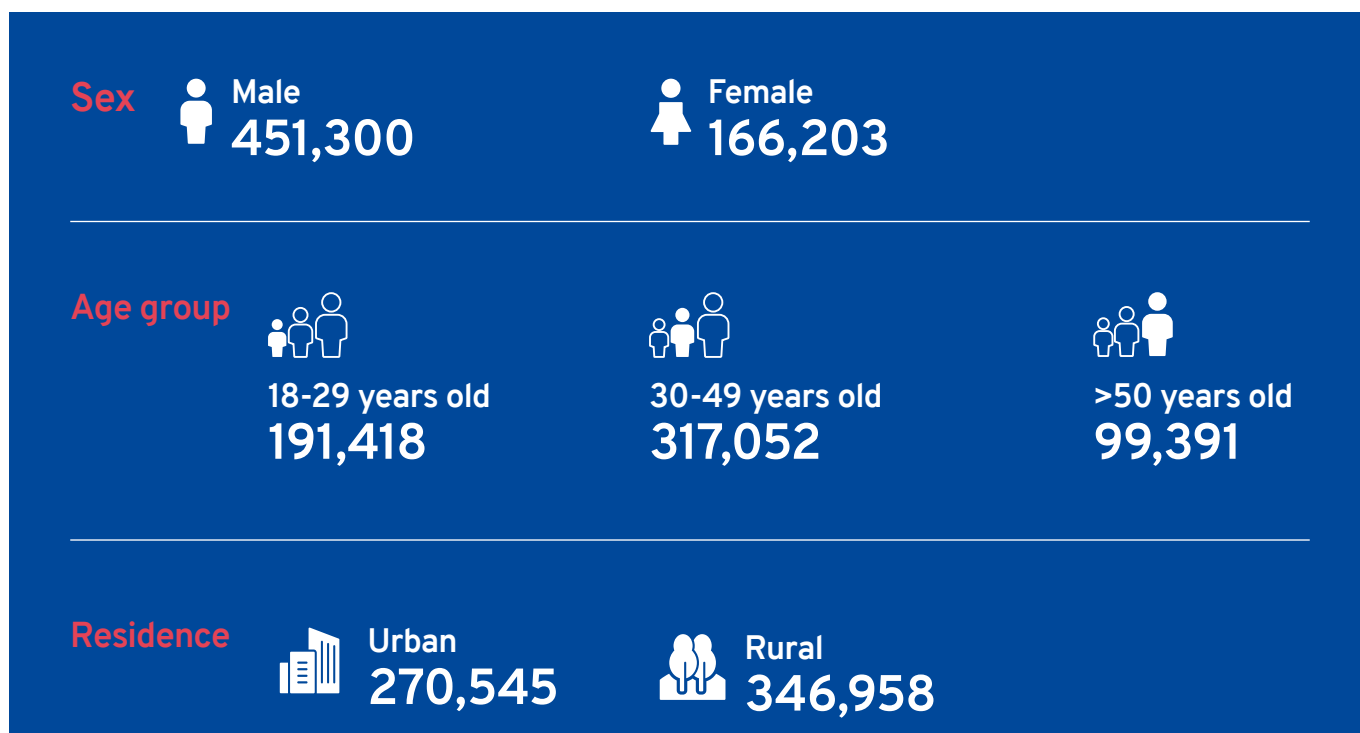 Sex
Male
451,300
Female
166,203
Age group
18-29 years old
191,418
30-49 years old
317,052
>50 years old
99,391
Residence
Urban
270,545
Rural
346,958